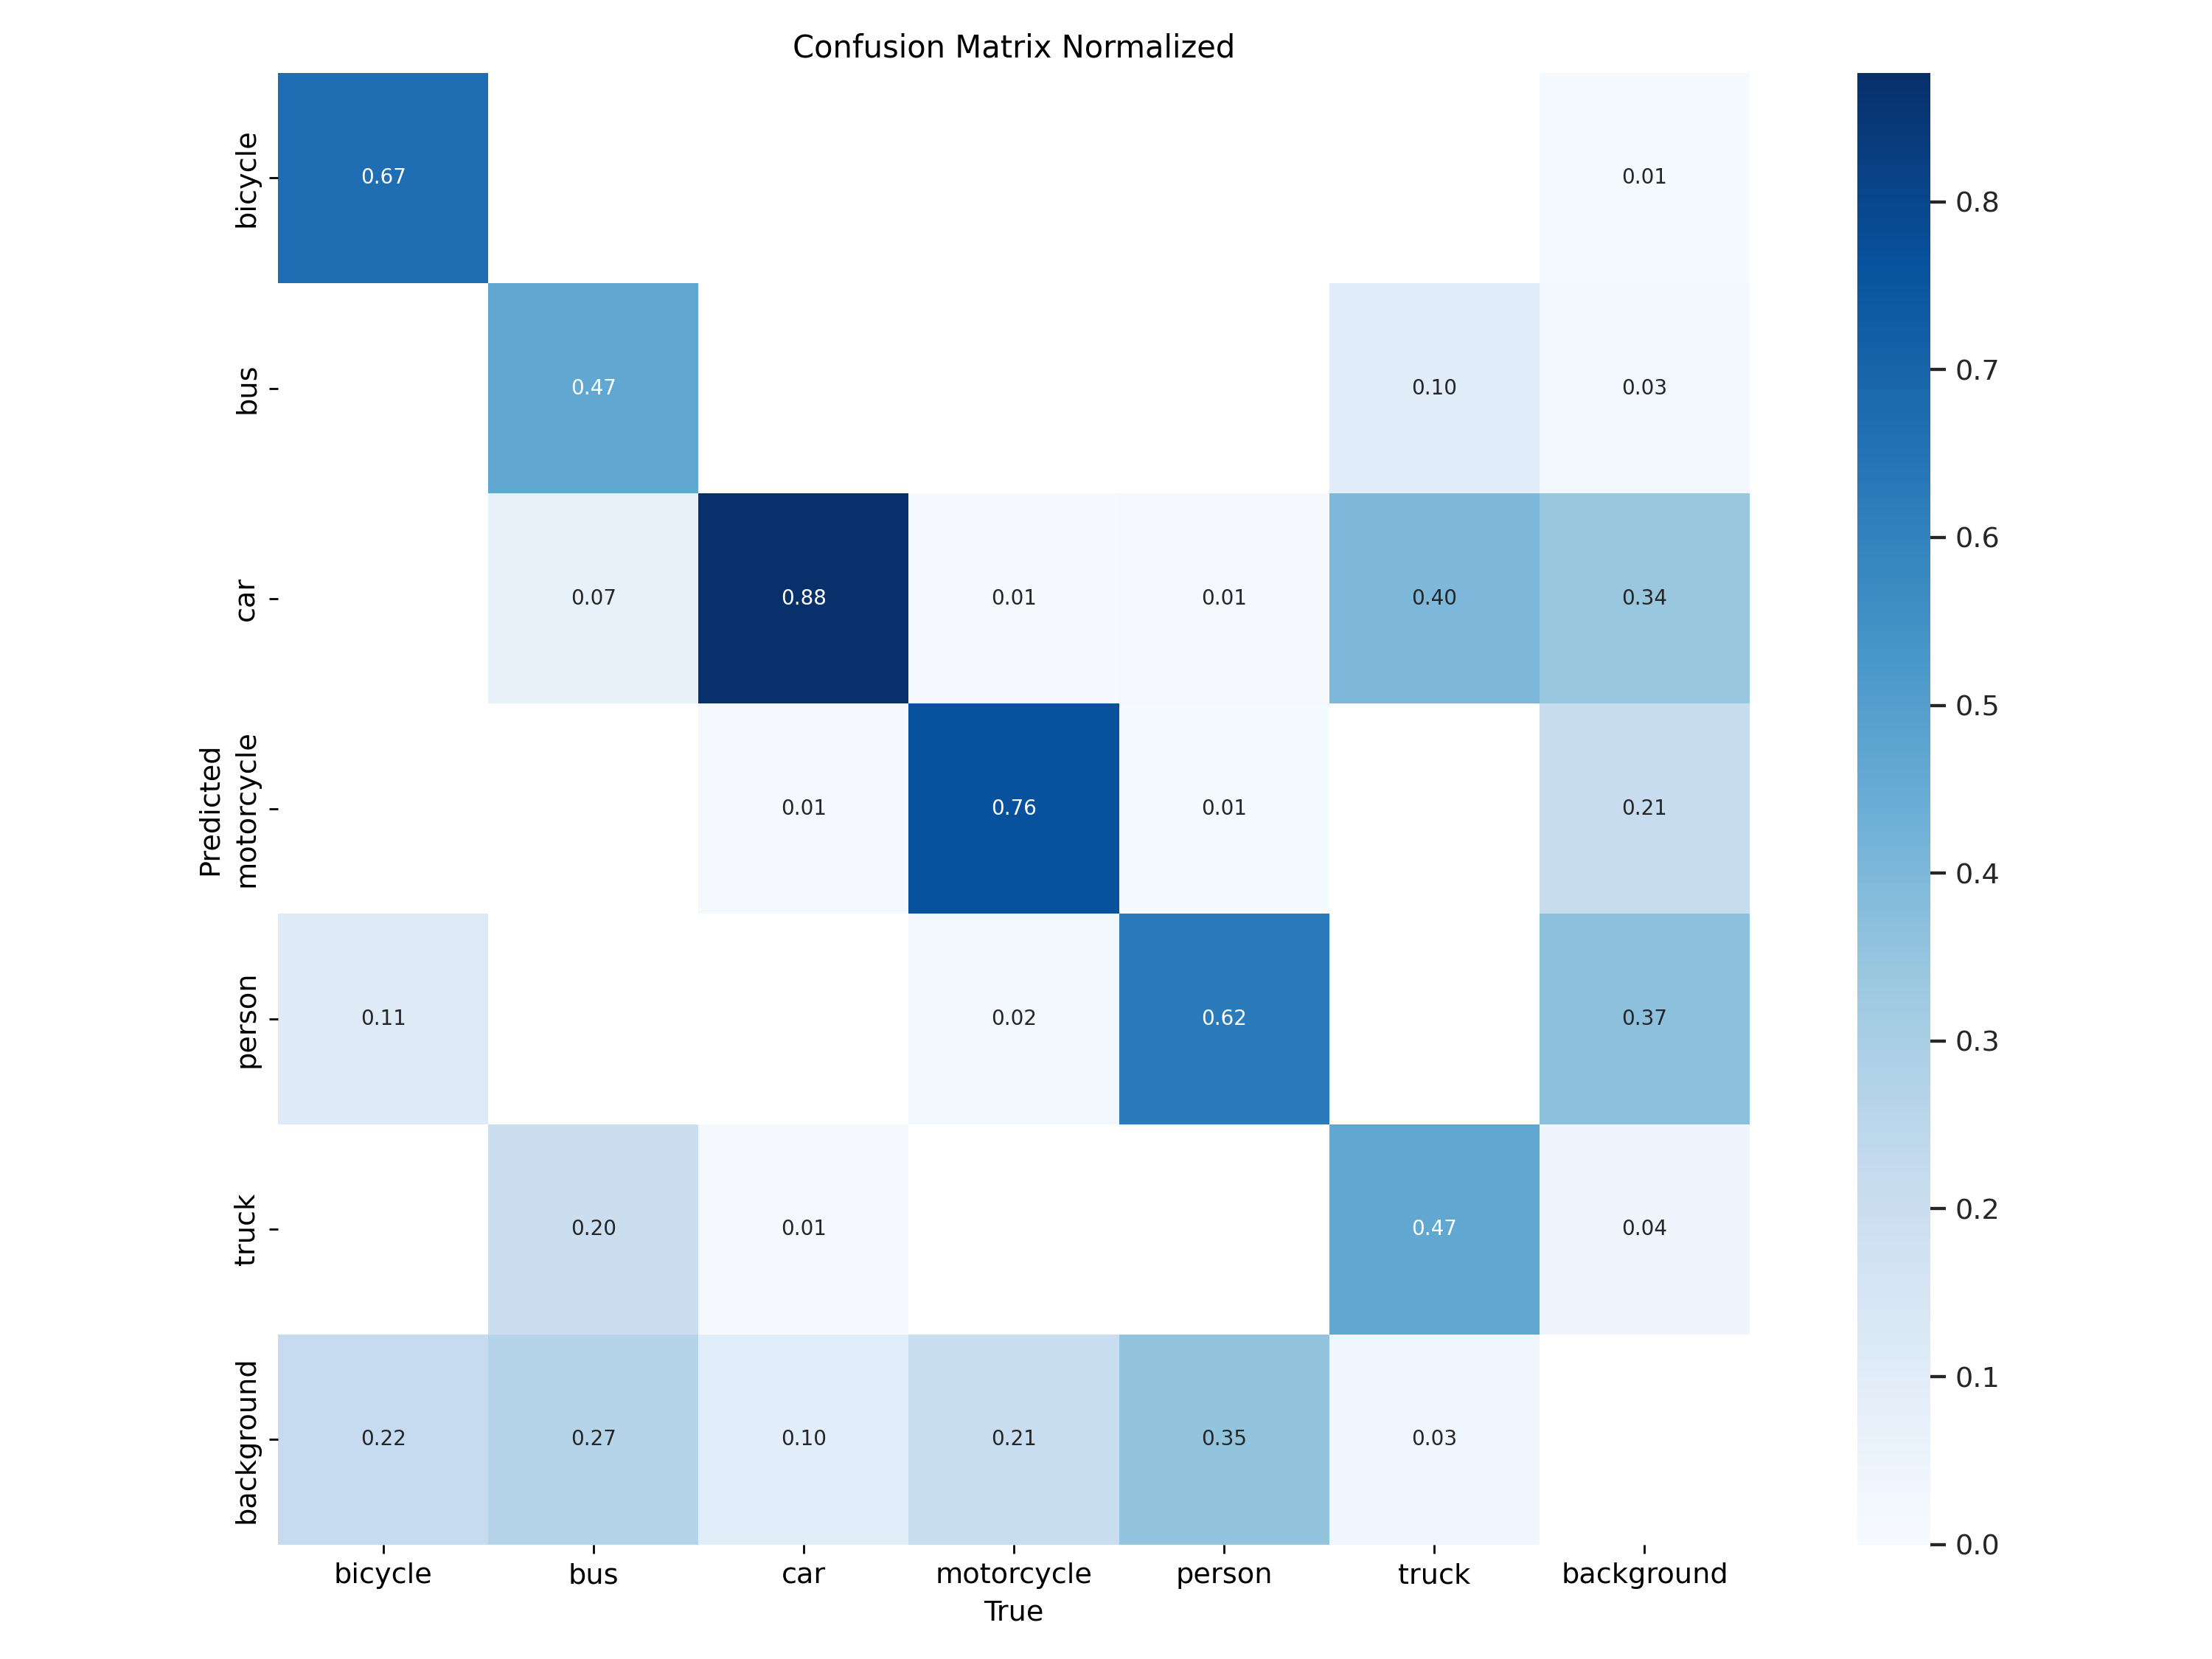 Confusion Matrix Normalized
bicycle
0.67
0.01
0.8
bus
0.47
0.10
0.03
0.7
car
0.07
0.88
0.01
0.01
0.40
0.34
0.6
0.5
Predicted
motorcycle
0.01
0.76
0.01
0.21
0.4
person
0.11
0.02
0.62
0.37
0.3
truck
0.20
0.01
0.47
0.04
0.2
background
0.22
0.27
0.10
0.21
0.35
0.03
0.1
0.0
bicycle
bus
car
motorcycle
person
truck
background
True